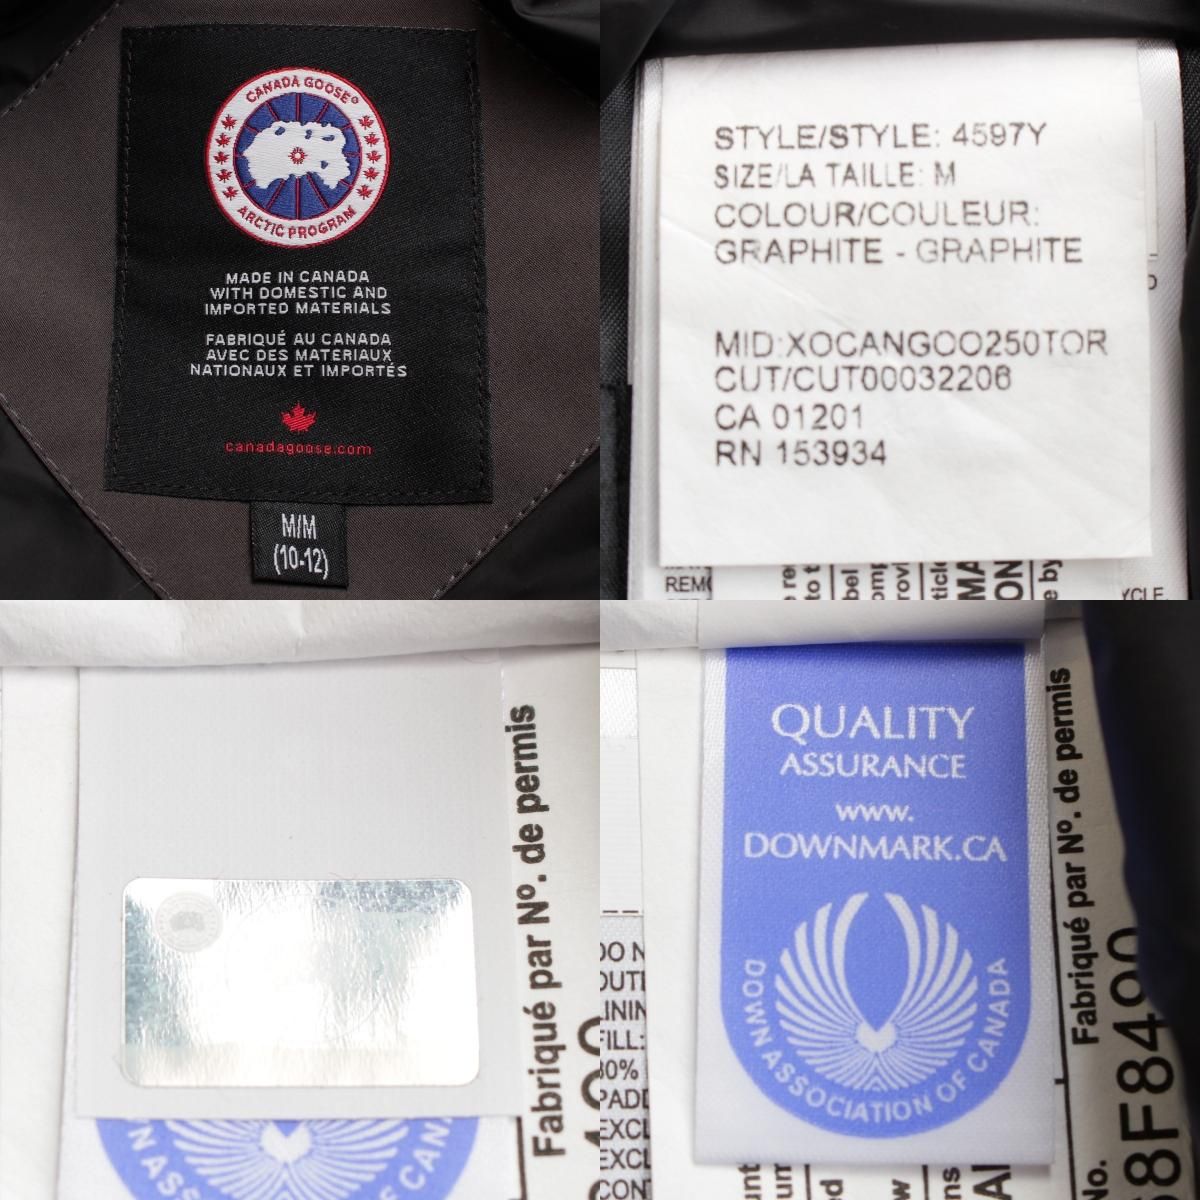 CANADA GOOSE®
ARCTIC PROGRAM
MADE IN CANADA
WITH DOMESTIC AND
IMPORTED MATERIALS
FABRIQUÉ AU CANADA
AVEC DES MATERIAUX
NATIONAUX ET IMPORTÉS
canadagoose.com
M/M
(10-12)
STYLE/STYLE: 4597Y
SIZE/LA TAILLE: M
COLOUR/COULEUR:
GRAPHITE - GRAPHITE
MID:XOCANGOO250TOR
CUT/CUT00032206
CA 01201
RN 153934
Fabriqué par Nº. de permis
QUALITY
ASSURANCE
www.
DOWNMARK.CA
DOWN ASSOCIATION OF CANADA
Fabriqué par Nº. de permis
FILL: